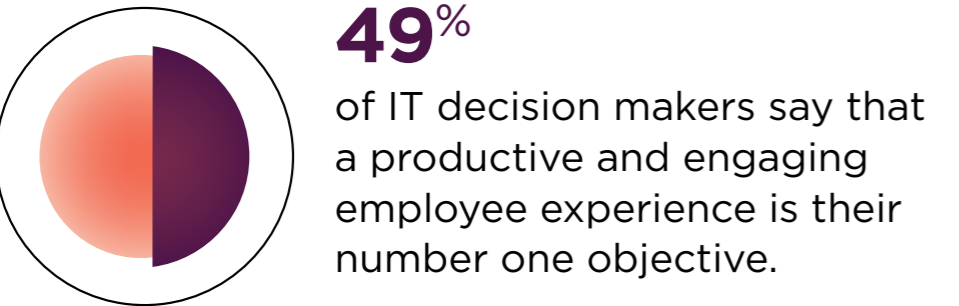 49%
of IT decision makers say that
a productive and engaging
employee experience is their
number one objective.